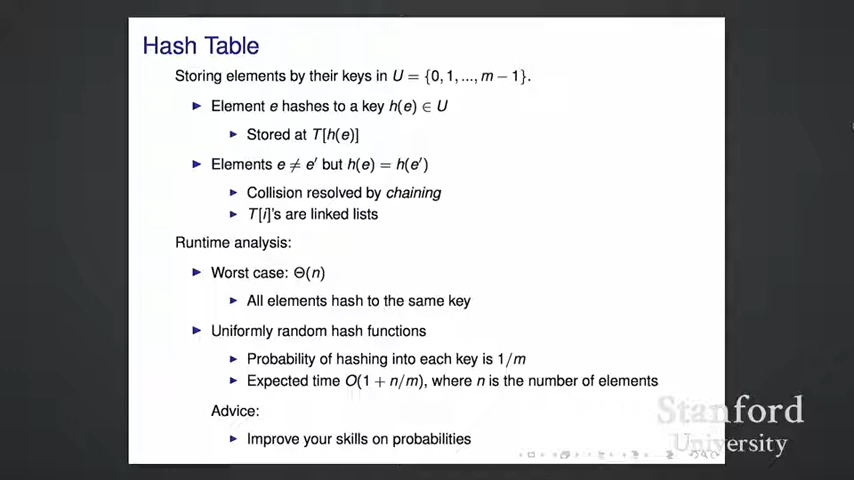 Hash Table
Storing elements by their keys in U = {0, 1, ..., m − 1}.
Element e hashes to a key h(e) ∈ U
Stored at T[h(e)]
Elements e ≠ e′ but h(e) = h(e′)
Collision resolved by chaining
T[i]'s are linked lists
Runtime analysis:
Worst case: Θ(n)
All elements hash to the same key
Uniformly random hash functions
Probability of hashing into each key is 1/m
Expected time O(1 + n/m), where n is the number of elements
Advice:
Improve your skills on probabilities
Stanford
University